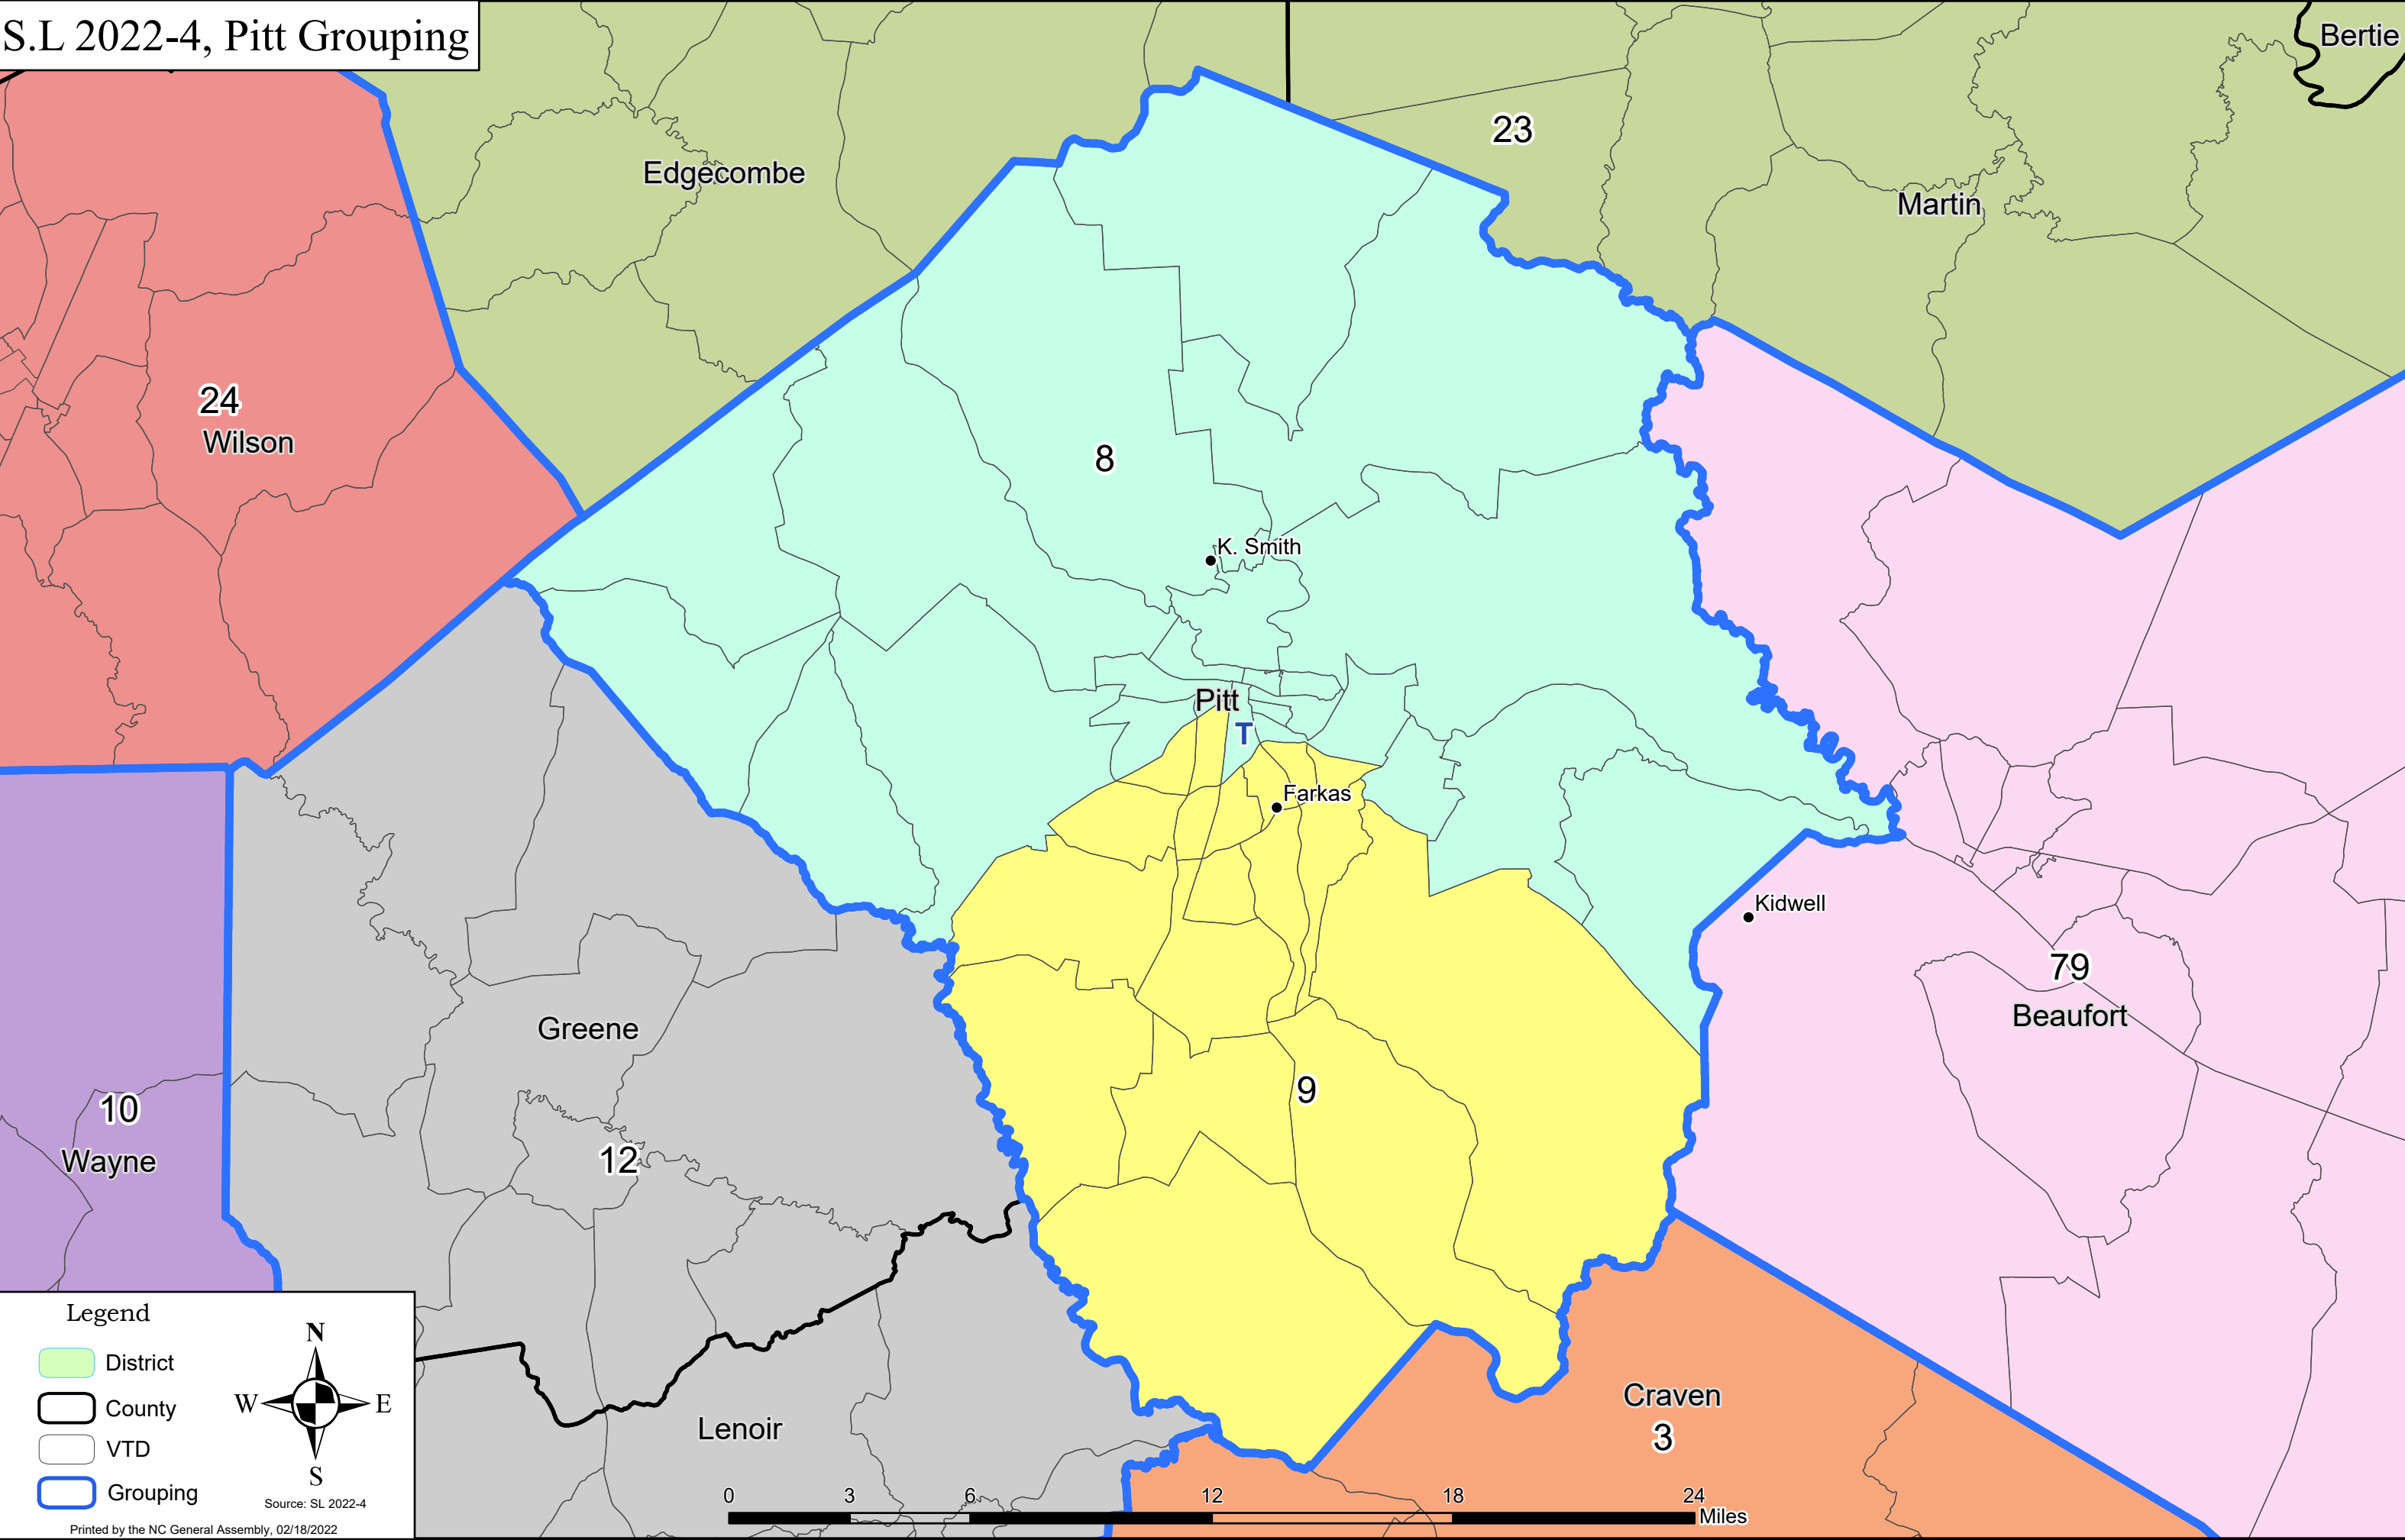 S.L 2022-4, Pitt Grouping
Bertie
23
Edgecombe
Martin
24
Wilson
8
K. Smith
Pitt
T
Farkas
Kidwell
79
Beaufort
Greene
9
10
Wayne
12
Craven
3
Lenoir
Legend
District
County
VTD
Grouping
N
W E
S
Source: SL 2022-4
Printed by the NC General Assembly, 02/18/2022
0 3 6 12 18 24
Miles